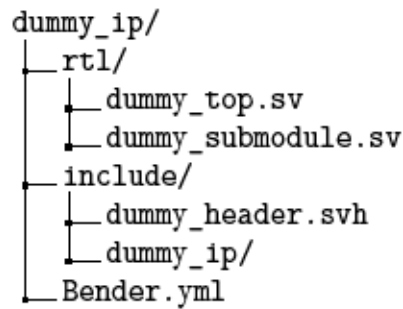 dummy_ip/
rtl/
dummy_top.sv
dummy_submodule.sv
include/
dummy_header.svh
dummy_ip/
Bender.yml